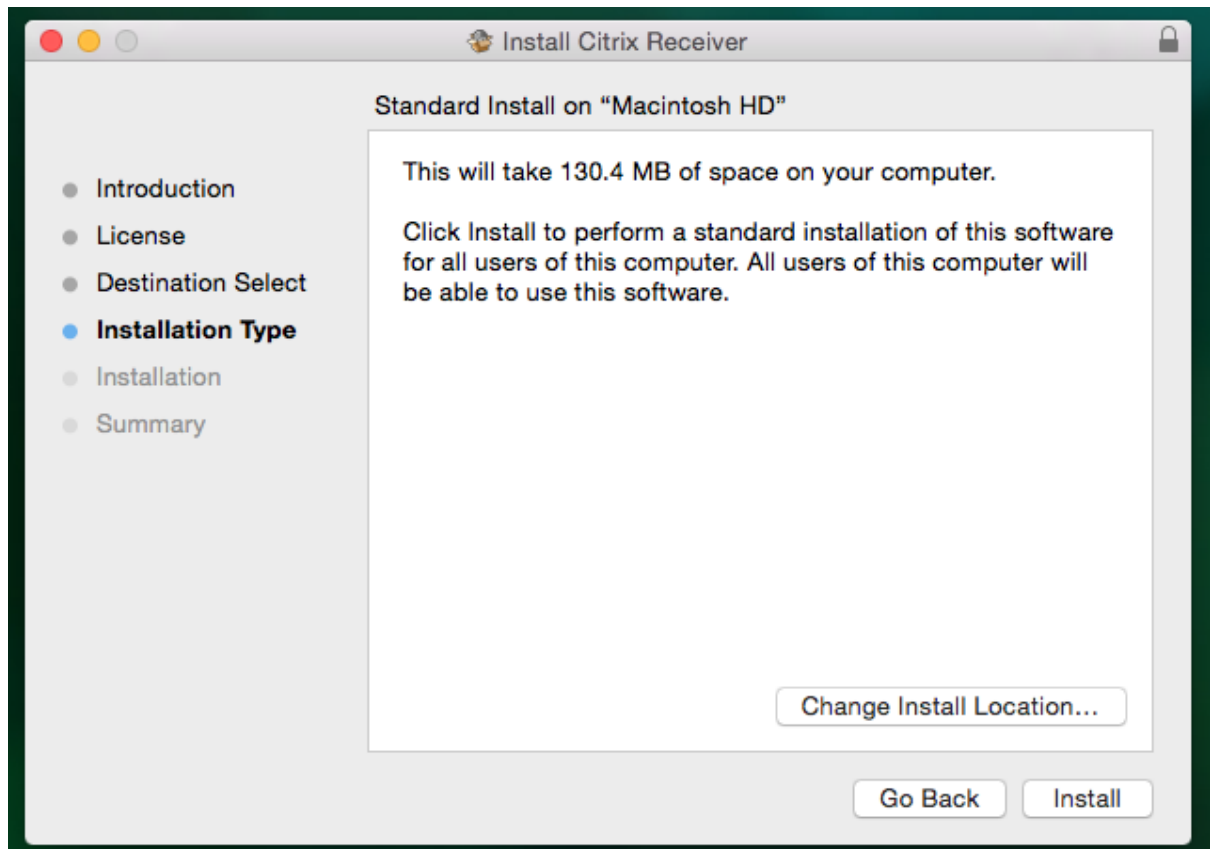 Install Citrix Receiver
Standard Install on “Macintosh HD”
Introduction
License
Destination Select
Installation Type
Installation
Summary
This will take 130.4 MB of space on your computer.
Click Install to perform a standard installation of this software
for all users of this computer. All users of this computer will
be able to use this software.
Change Install Location...
Go Back
Install